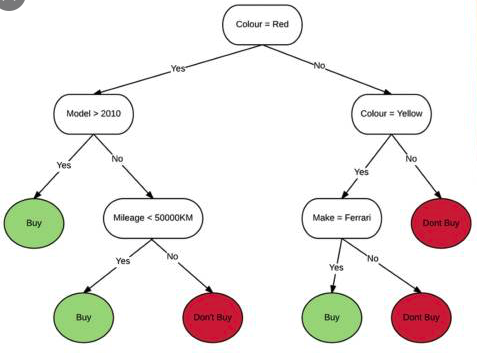 Colour = Red
Yes
No
Model > 2010
Colour = Yellow
Yes
No
Yes
No
Buy
Mileage < 50000KM
Make = Ferrari
Dont Buy
Yes
No
Yes
No
Buy
Don't Buy
Buy
Dont Buy